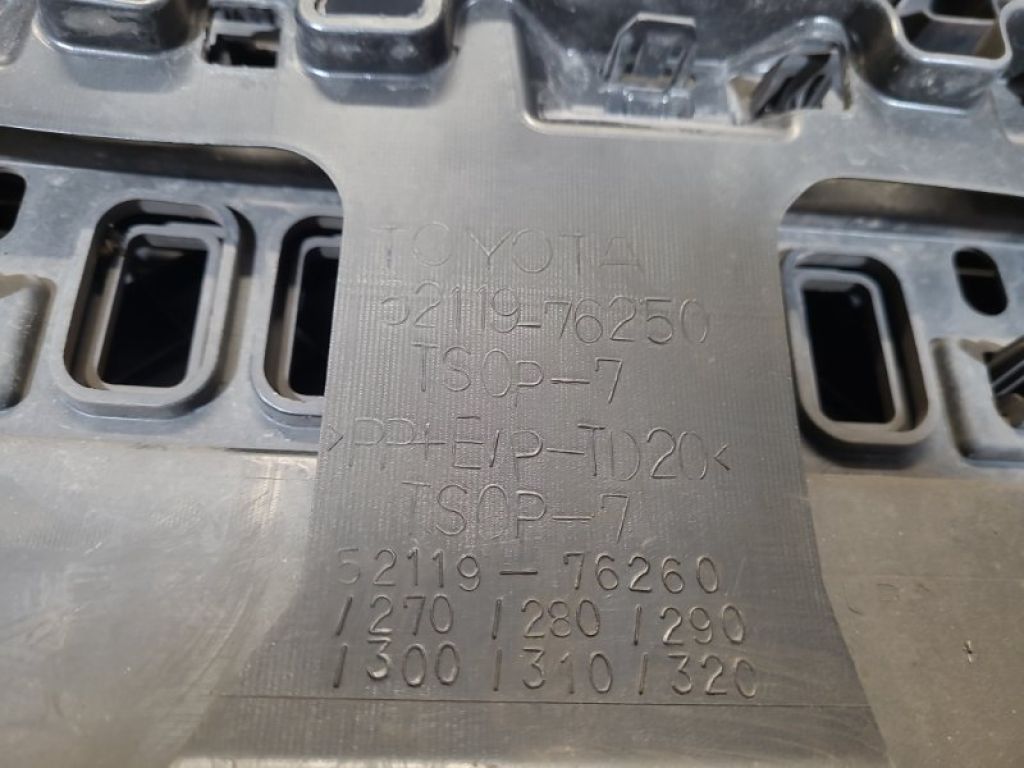 TOYOTA
52119-76250
TSOP-7
>PP+E/P-TD20<
TSOP-7
52119-76260
/270/280/290
/300/310/320